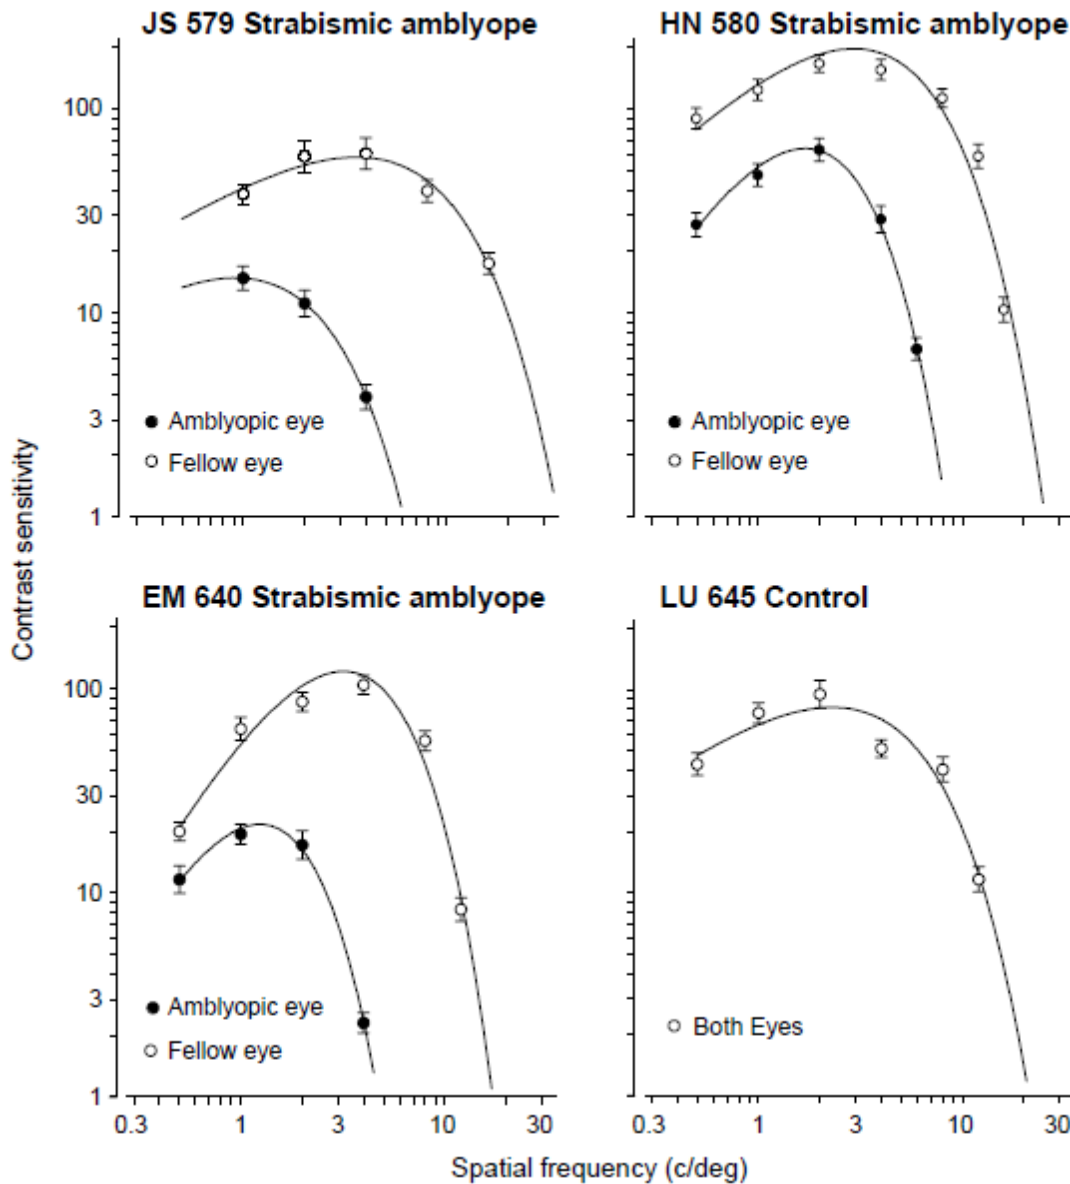 JS 579 Strabismic amblyope
HN 580 Strabismic amblyope
100
30
10
3
1
Amblyopic eye
Fellow eye
Amblyopic eye
Fellow eye
Contrast sensitivity
EM 640 Strabismic amblyope
LU 645 Control
100
30
10
3
1
Amblyopic eye
Fellow eye
Both Eyes
0.3 1 3 10 30
0.3 1 3 10 30
Spatial frequency (c/deg)